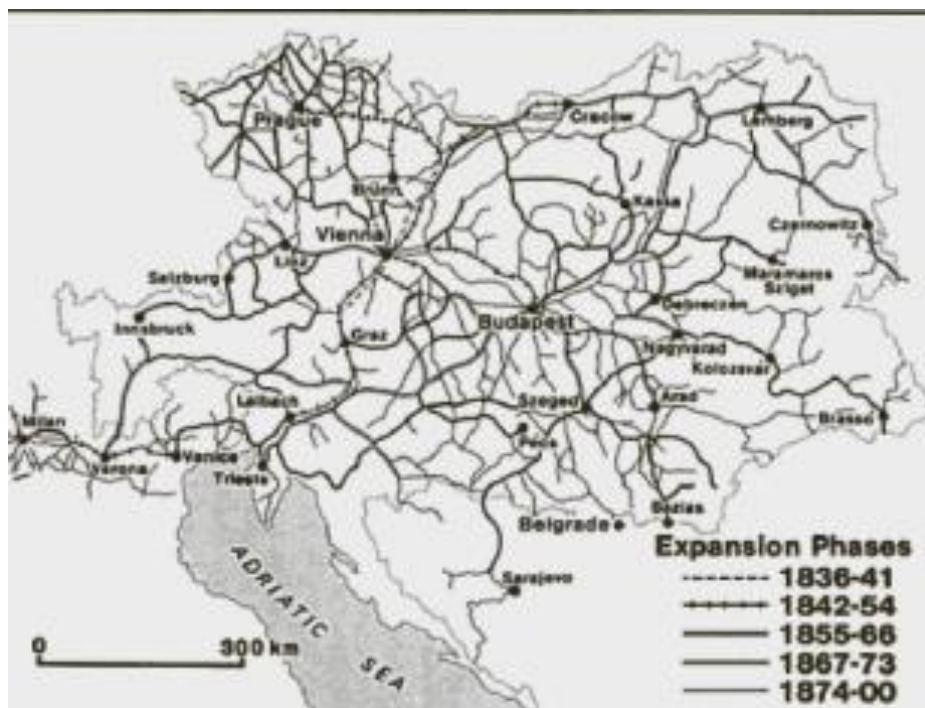 Prague
Cracow
Lemberg
Brünn
Kassa
Vienna
Czernowitz
Linz
Salzburg
Maramaros
Sziget
Debreczen
Innsbruck
Budapest
Graz
Nagyvarad
Kolozsvár
Laibach
Szeged
Arad
Milan
Brasso
Pecs
Verona
Venice
Trieste
Bazias
Belgrade
Expansion Phases
Sarajevo
1836-41
ADRIATIC
1842-54
0
300 km
1855-66
SEA
1867-73
1874-00